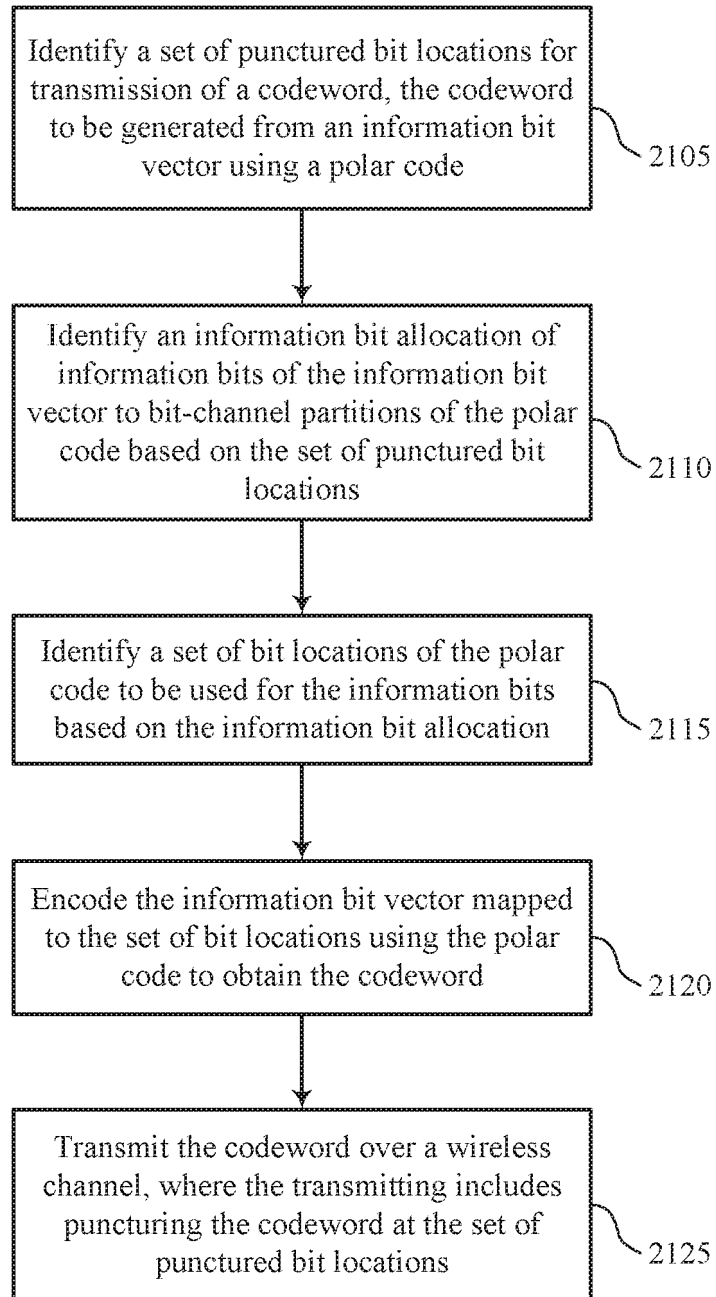 Identify a set of punctured bit locations for
transmission of a codeword, the codeword
to be generated from an information bit
vector using a polar code
2105
Identify an information bit allocation of
information bits of the information bit
vector to bit-channel partitions of the polar
code based on the set of punctured bit
locations
2110
Identify a set of bit locations of the polar
code to be used for the information bits
based on the information bit allocation
2115
Encode the information bit vector mapped
to the set of bit locations using the polar
code to obtain the codeword
2120
Transmit the codeword over a wireless
channel, where the transmitting includes
puncturing the codeword at the set of
punctured bit locations
2125